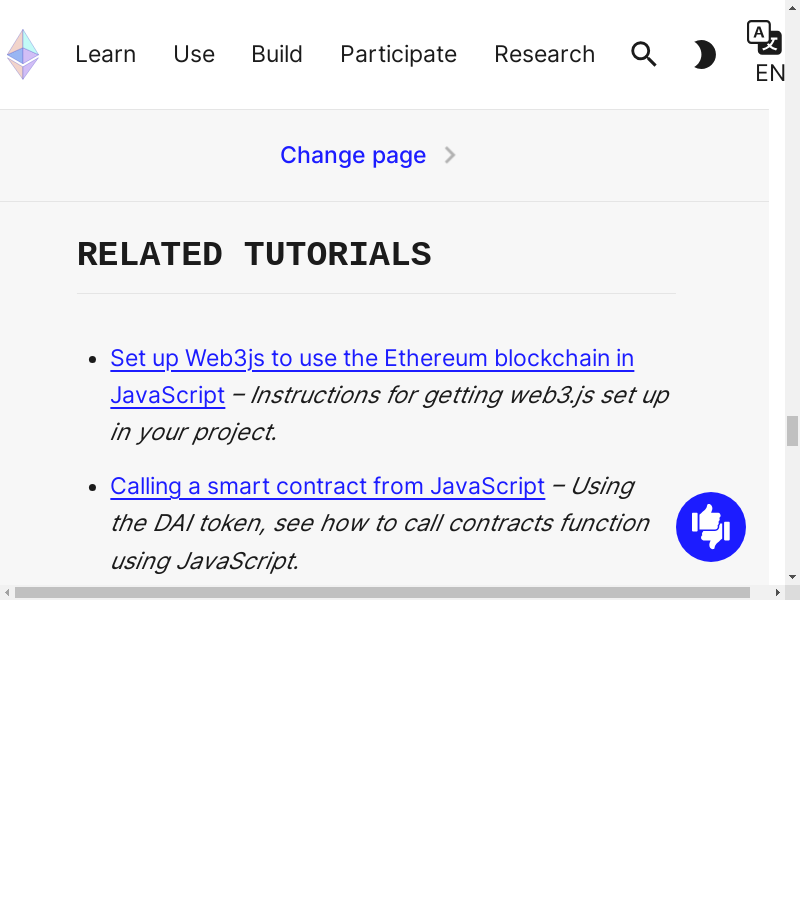 Learn Use Build Participate Research
A 文
EN
Change page
RELATED TUTORIALS
Set up Web3js to use the Ethereum blockchain in
JavaScript – Instructions for getting web3.js set up
in your project.
Calling a smart contract from JavaScript – Using
the DAI token, see how to call contracts function
using JavaScript.